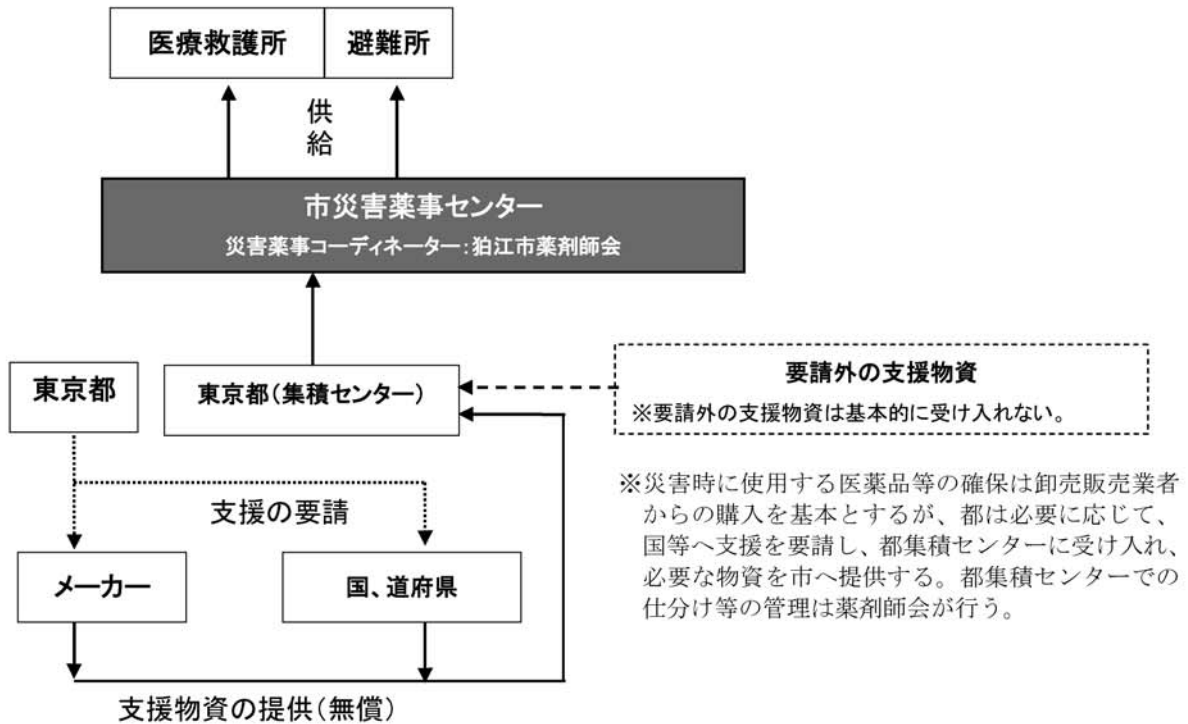 医療救護所
避難所
供
給
市災害薬事センター
災害薬事コーディネーター:狛江市薬剤師会
東京都
東京都(集積センター)
要請外の支援物資
※要請外の支援物資は基本的に受け入れない。
支援の要請
メーカー
国、道府県
支援物資の提供(無償)
※災害時に使用する医薬品等の確保は卸売販売業者
からの購入を基本とするが、都は必要に応じて、
国等へ支援を要請し、都集積センターに受け入れ、
必要な物資を市へ提供する。都集積センターでの
仕分け等の管理は薬剤師会が行う。